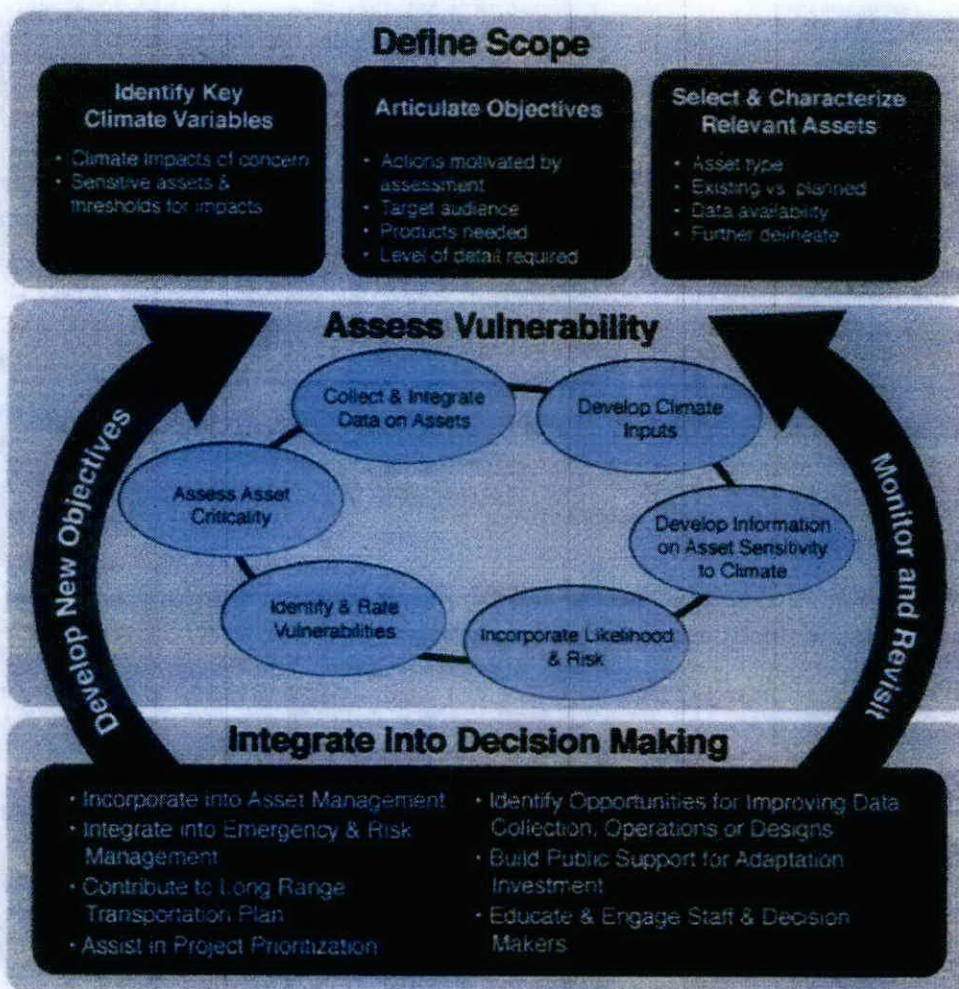 Define Scope
Identify Key
Climate Variables
• Climate impacts of concern
• Sensitive assets &
thresholds for impacts
Articulate Objectives
• Actions motivated by
assessment
• Target audience
• Products needed
• Level of detail required
Select & Characterize
Relevant Assets
• Asset type
• Existing vs. planned
• Data availability
• Further delineate
Assess Vulnerability
Collect & Integrate
Data on Assets
Develop Climate
Inputs
Assess Asset
Criticality
Develop Information
on Asset Sensitivity
to Climate
Identify & Rate
Vulnerabilities
Incorporate Likelihood
& Risk
Develop New Objectives
Monitor and Revisit
Integrate into Decision Making
• Incorporate into Asset Management
• Integrate into Emergency & Risk
Management
• Contribute to Long Range
Transportation Plan
• Assist in Project Prioritization
• Identify Opportunities for Improving Data
Collection, Operations or Designs
• Build Public Support for Adaptation
Investment
• Educate & Engage Staff & Decision
Makers